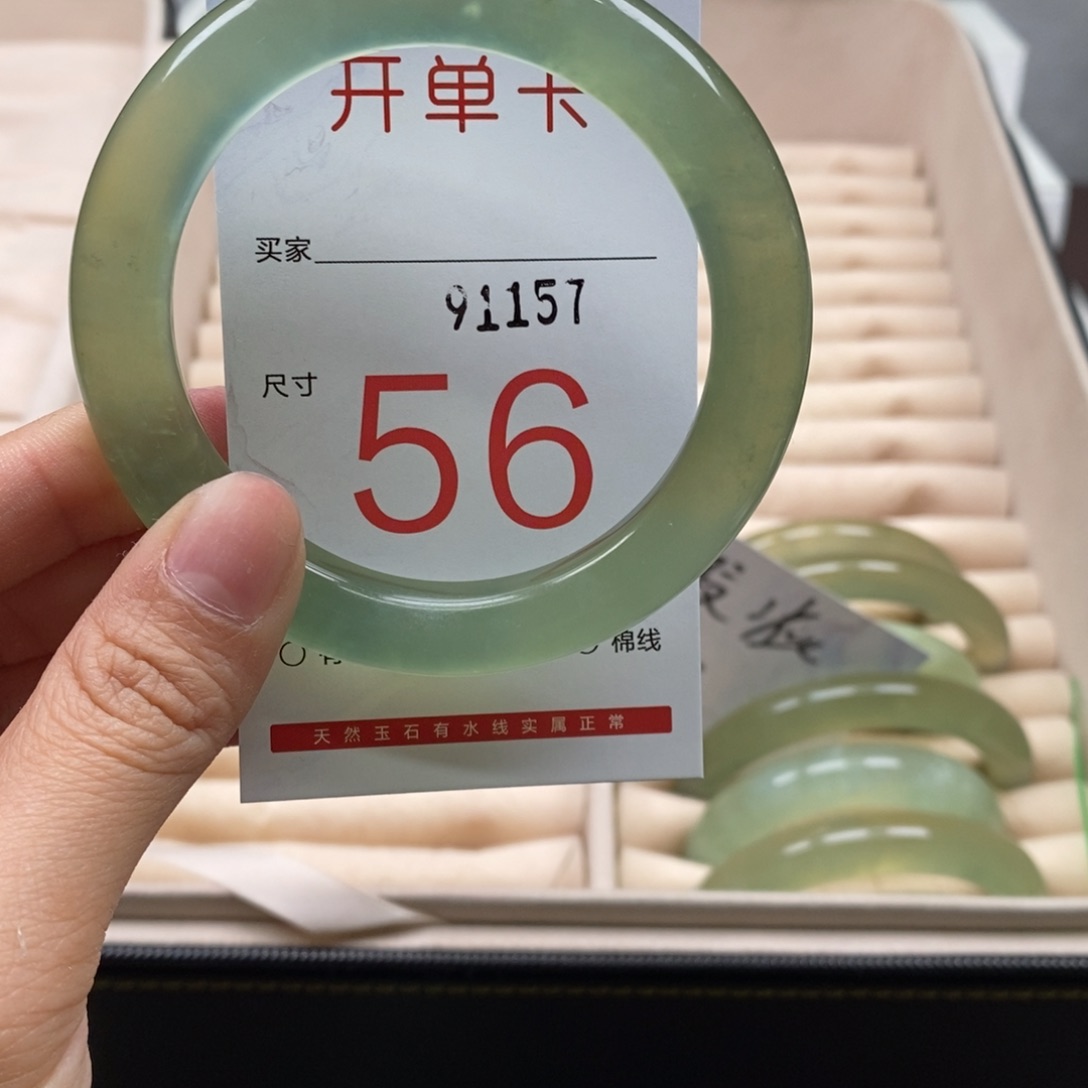 开单卡
买家
91157
尺寸
56
棉线
天然玉石有水线实属正常